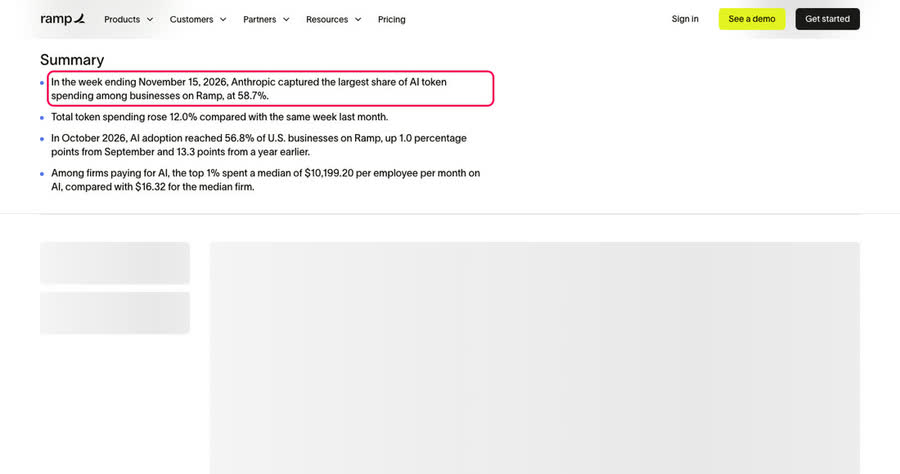 ramp
Products
Customers
Partners
Resources
Pricing
Sign in
See a demo
Get started
Summary
In the week ending November 15, 2026, Anthropic captured the largest share of AI token
spending among businesses on Ramp, at 58.7%.
Total token spending rose 12.0% compared with the same week last month.
In October 2026, AI adoption reached 56.8% of U.S. businesses on Ramp, up 1.0 percentage
points from September and 13.3 points from a year earlier.
Among firms paying for AI, the top 1% spent a median of $10,199.20 per employee per month on
AI, compared with $16.32 for the median firm.